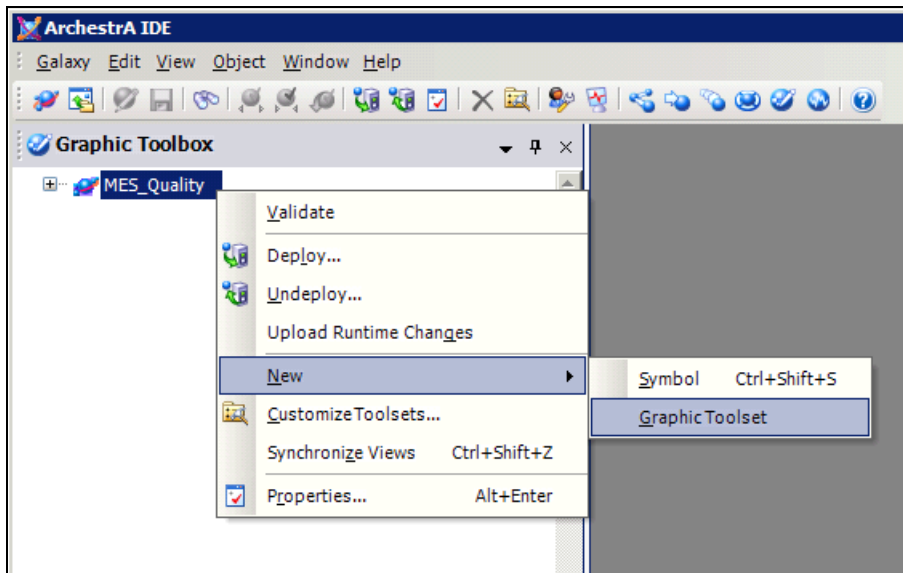 ArchestrA IDE
Galaxy Edit View Object Window Help
Graphic Toolbox
MES_Quality
Validate
Deploy...
Undeploy...
Upload Runtime Changes
New
Symbol Ctrl+Shift+S
Customize Toolsets...
Graphic Toolset
Synchronize Views Ctrl+Shift+Z
Properties... Alt+Enter